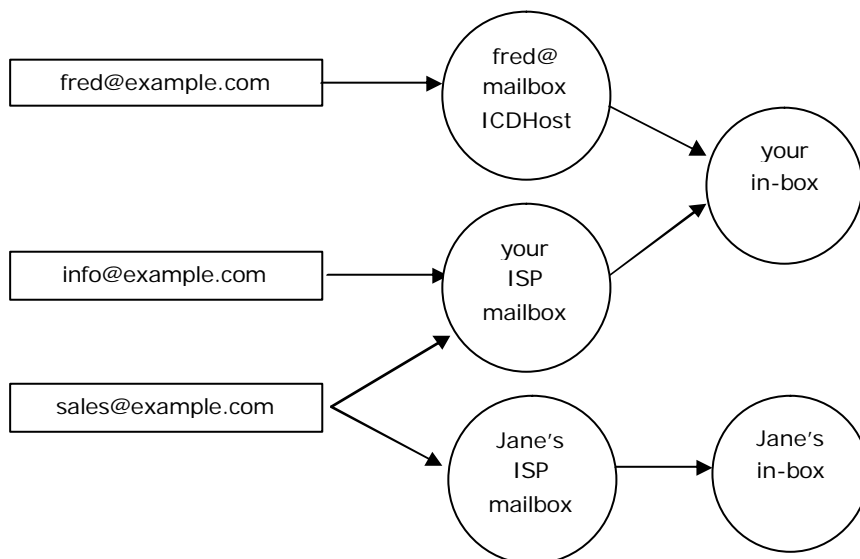 fred@example.com
fred@
mailbox
ICDHost
your
in-box
info@example.com
your
ISP
mailbox
sales@example.com
Jane's
ISP
mailbox
Jane's
in-box